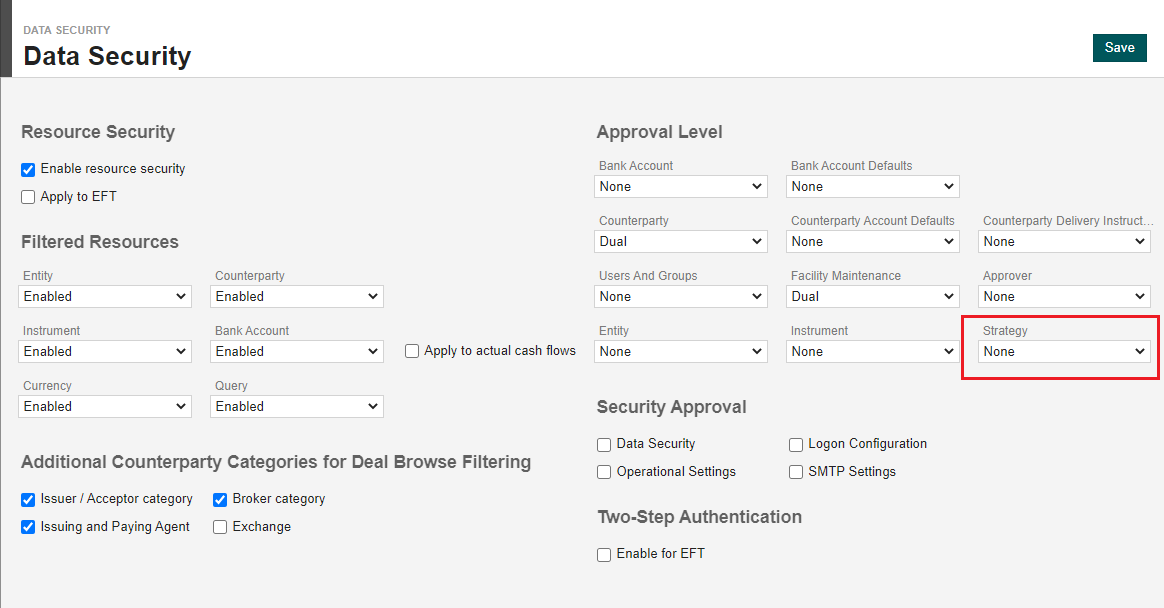 DATA SECURITY
Data Security
Save
Resource Security
Enable resource security
Apply to EFT
Filtered Resources
Entity
Counterparty
Enabled
Enabled
Instrument
Bank Account
Enabled
Enabled
Apply to actual cash flows
Currency
Query
Enabled
Enabled
Additional Counterparty Categories for Deal Browse Filtering
Issuer / Acceptor category
Broker category
Issuing and Paying Agent
Exchange
Approval Level
Bank Account
Bank Account Defaults
None
None
Counterparty
Counterparty Account Defaults
Counterparty Delivery Instruct...
Dual
None
None
Users And Groups
Facility Maintenance
Approver
None
Dual
None
Entity
Instrument
Strategy
None
None
None
Security Approval
Data Security
Logon Configuration
Operational Settings
SMTP Settings
Two-Step Authentication
Enable for EFT